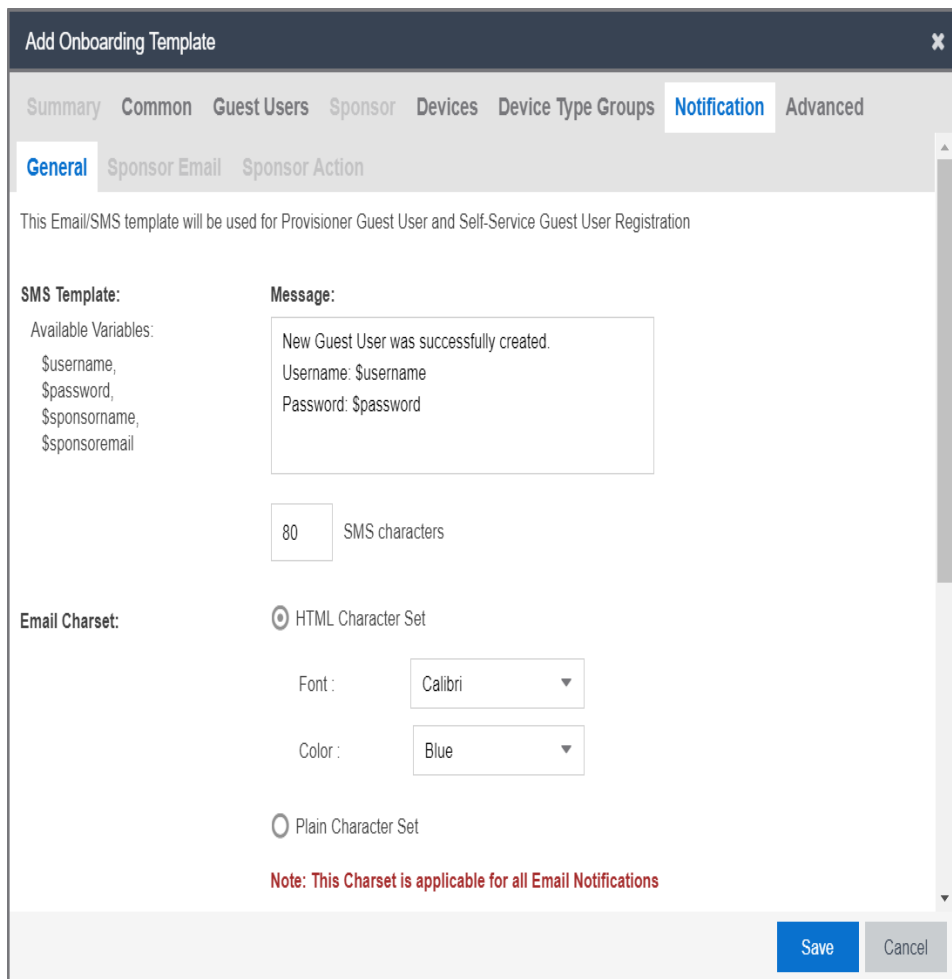 Add Onboarding Template
Summary Common Guest Users Sponsor Devices Device Type Groups Notification Advanced
General Sponsor Email Sponsor Action
This Email/SMS template will be used for Provisioner Guest User and Self-Service Guest User Registration
SMS Template:
Available Variables:
$username,
$password,
$sponsorname,
$sponsoremail
Message:
New Guest User was successfully created.
Username: $username
Password: $password
80 SMS characters
Email Charset:
HTML Character Set
Font : Calibri
Color : Blue
Plain Character Set
Note: This Charset is applicable for all Email Notifications
Save Cancel